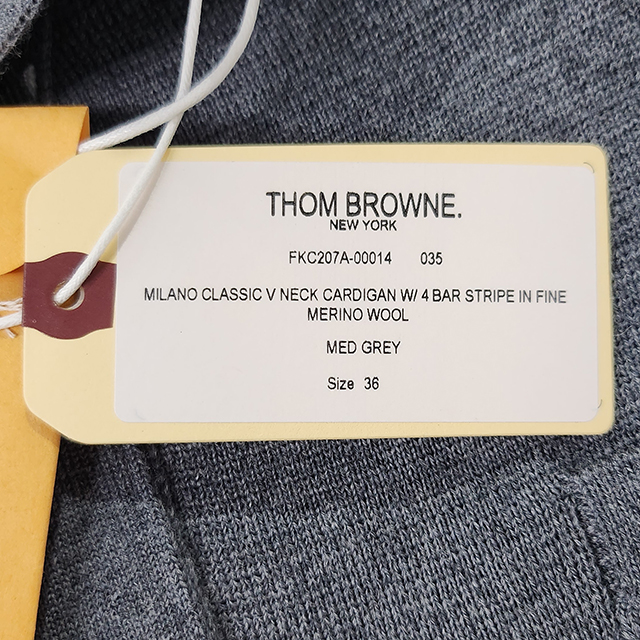 THOM BROWNE.
NEW YORK
FKC207A-00014 035
MILANO CLASSIC V NECK CARDIGAN W/ 4 BAR STRIPE IN FINE
MERINO WOOL
MED GREY
Size 36